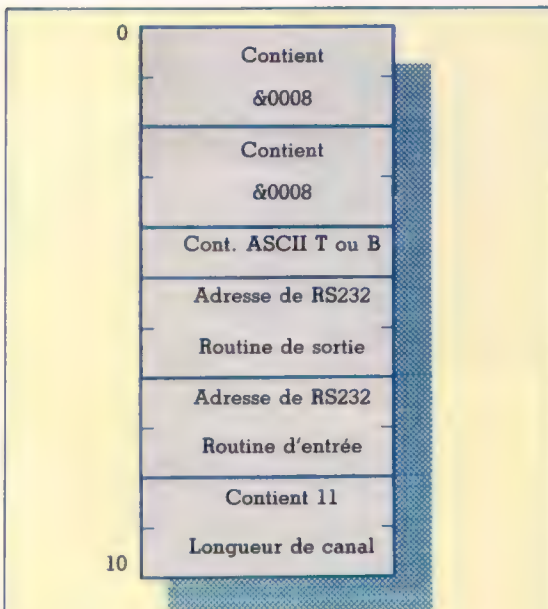 0
Contient
&0008
Contient
&0008
Cont. ASCII T ou B
Adresse de RS232
Routine de sortie
Adresse de RS232
Routine d'entrée
Contient 11
Longueur de canal
10